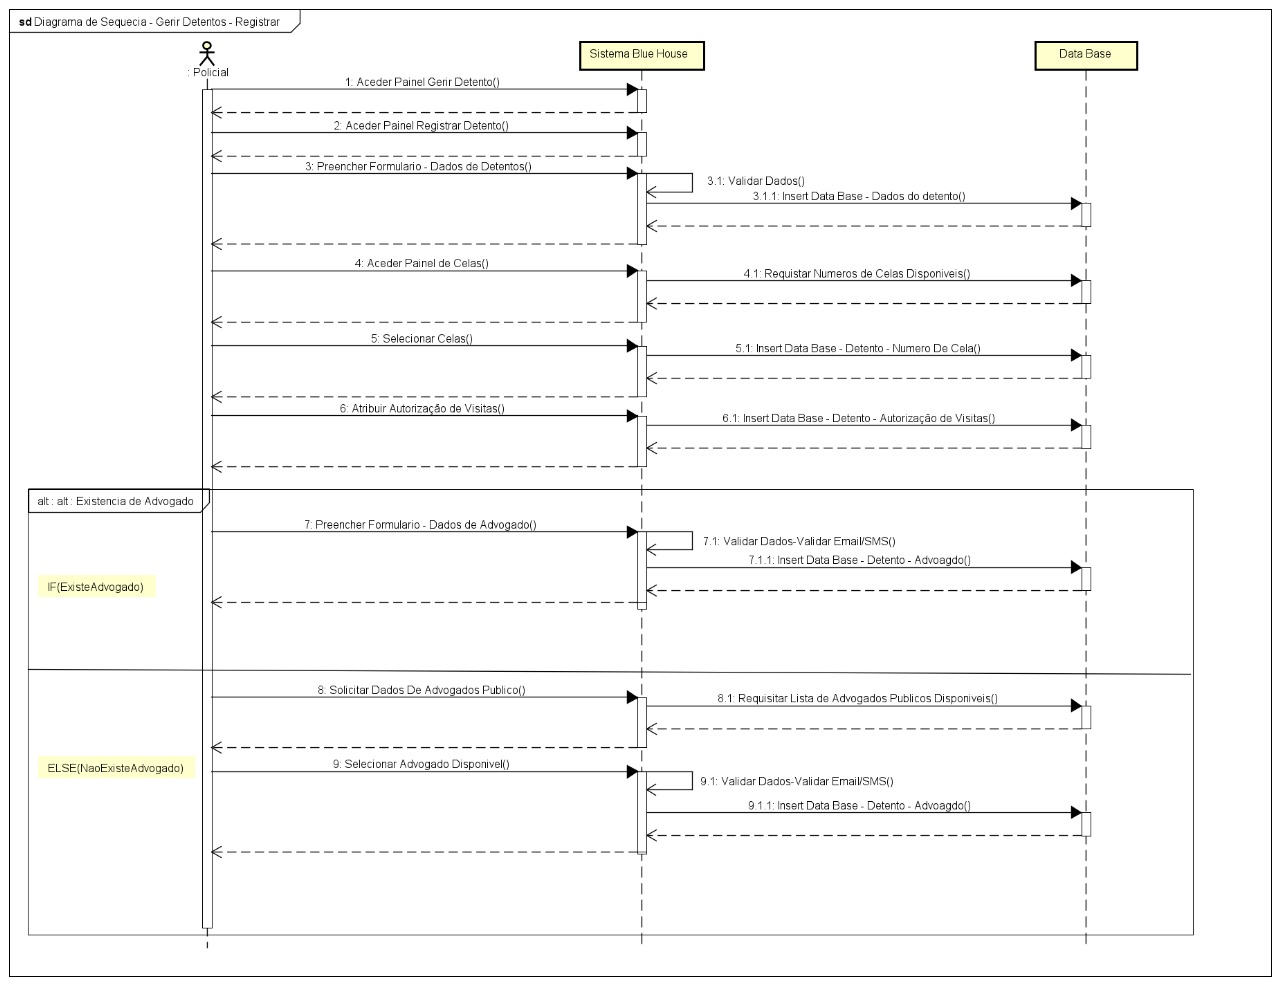 sd Diagrama de Sequecia - Gerir Detentos - Registrar
: Policial
Sistema Blue House
Data Base
1: Aceder Painel Gerir Detento()
2: Aceder Painel Registrar Detento()
3: Preencher Formulario - Dados de Detentos()
3.1: Validar Dados()
3.1.1: Insert Data Base - Dados do detento()
4: Aceder Painel de Celas()
4.1: Requistar Numeros de Celas Disponiveis()
5: Selecionar Celas()
5.1: Insert Data Base - Detento - Numero De Cela()
6: Atribuir Autorização de Visitas()
6.1: Insert Data Base - Detento - Autorização de Visitas()
alt : alt : Existencia de Advogado
7: Preencher Formulario - Dados de Advogado()
7.1: Validar Dados-Validar Email/SMS()
7.1.1: Insert Data Base - Detento - Advoagdo()
IF(ExisteAdvogado)
8: Solicitar Dados De Advogados Publico()
8.1: Requisitar Lista de Advogados Publicos Disponiveis()
ELSE(NaoExisteAdvogado)
9: Selecionar Advogado Disponivel()
9.1: Validar Dados-Validar Email/SMS()
9.1.1: Insert Data Base - Detento - Advoagdo()